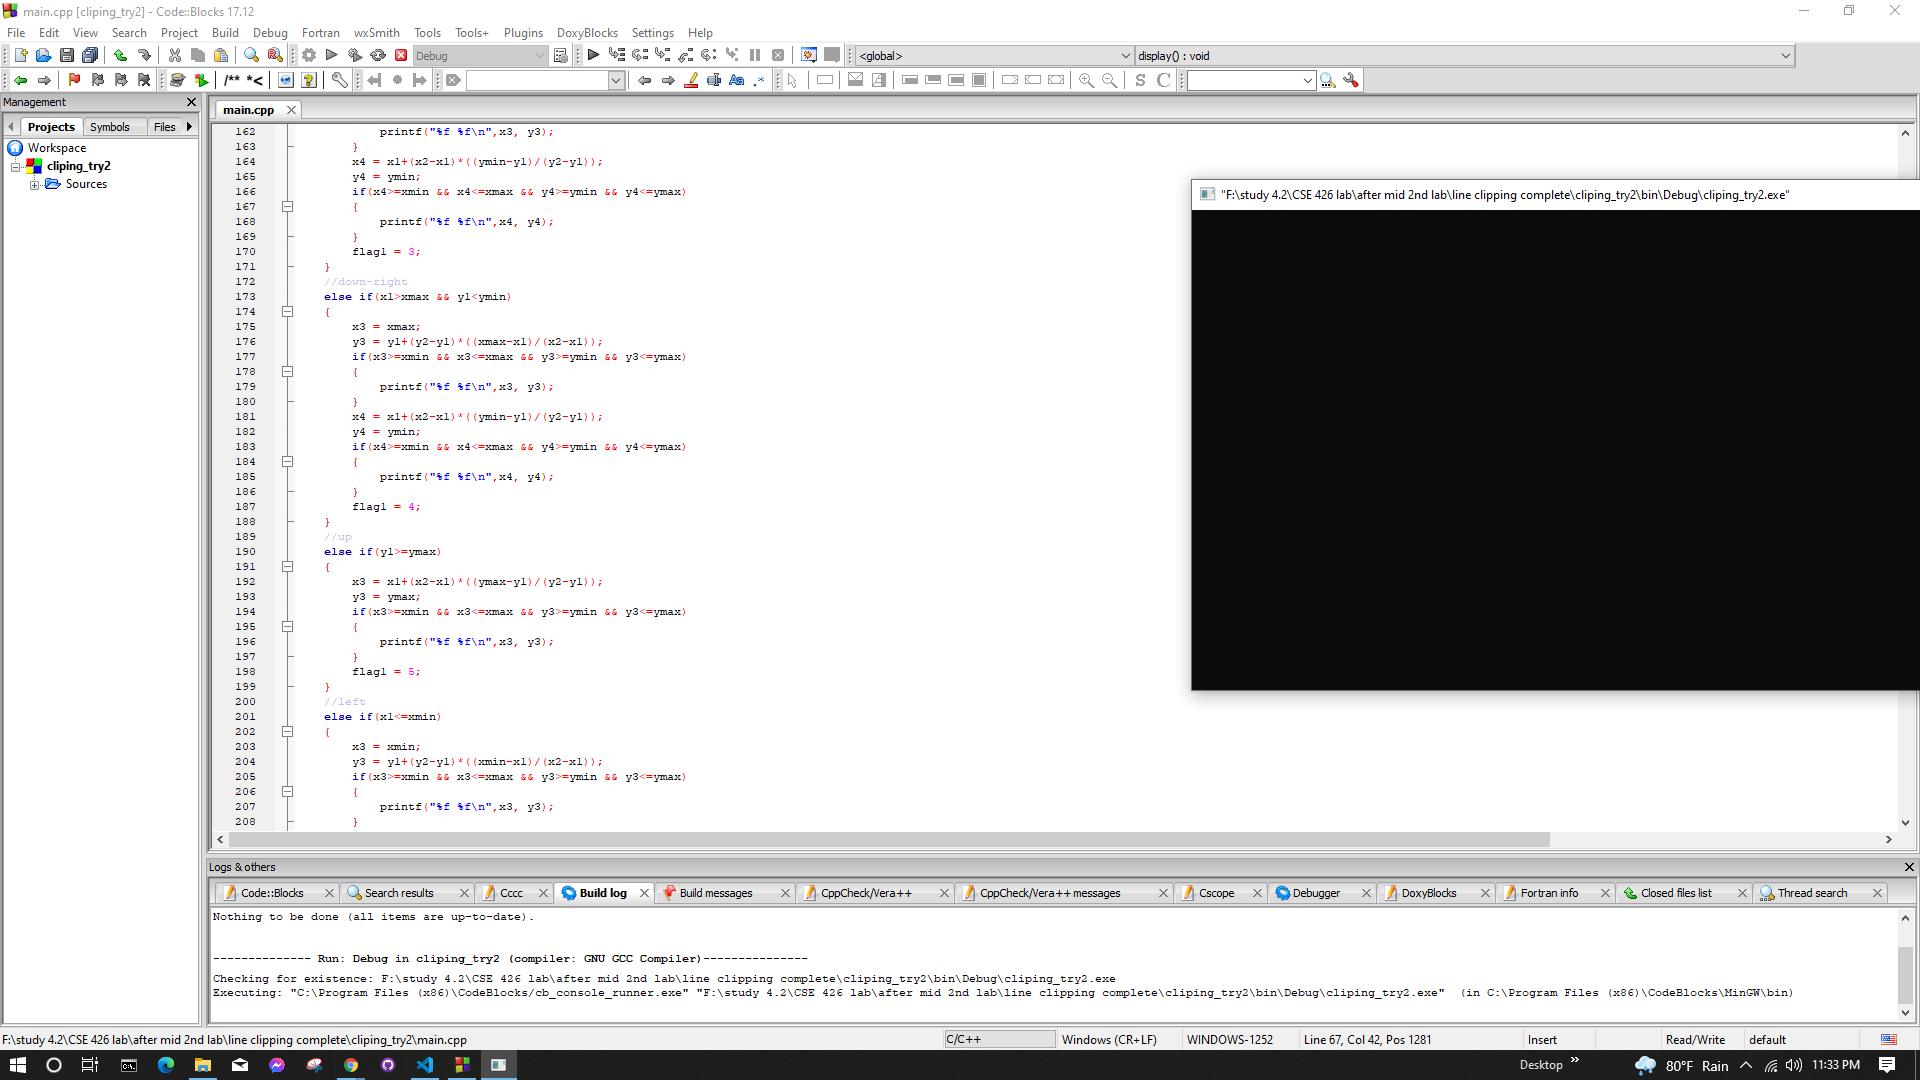 main.cpp [cliping_try2] - Code::Blocks 17.12
File Edit View Search Project Build Debug Fortran wxSmith Tools Tools+ Plugins DoxyBlocks Settings Help
Debug
<global>
display() : void
/** *<
Aa .*
S C
Management
Projects Symbols Files
Workspace
cliping_try2
Sources
main.cpp
162 printf("%f %f\n",x3, y3);
163 }
164 x4 = x1+(x2-x1)*((ymin-y1)/(y2-y1));
165 y4 = ymin;
166 if(x4>=xmin && x4<=xmax && y4>=ymin && y4<=ymax)
167 {
168 printf("%f %f\n",x4, y4);
169 }
170 flag1 = 3;
171 }
172 //down-right
173 else if(x1>xmax && y1<ymin)
174 {
175 x3 = xmax;
176 y3 = y1+(y2-y1)*((xmax-x1)/(x2-x1));
177 if(x3>=xmin && x3<=xmax && y3>=ymin && y3<=ymax)
178 {
179 printf("%f %f\n",x3, y3);
180 }
181 x4 = x1+(x2-x1)*((ymin-y1)/(y2-y1));
182 y4 = ymin;
183 if(x4>=xmin && x4<=xmax && y4>=ymin && y4<=ymax)
184 {
185 printf("%f %f\n",x4, y4);
186 }
187 flag1 = 4;
188 }
189 //up
190 else if(y1>=ymax)
191 {
192 x3 = x1+(x2-x1)*((ymax-y1)/(y2-y1));
193 y3 = ymax;
194 if(x3>=xmin && x3<=xmax && y3>=ymin && y3<=ymax)
195 {
196 printf("%f %f\n",x3, y3);
197 }
198 flag1 = 5;
199 }
200 //left
201 else if(x1<=xmin)
202 {
203 x3 = xmin;
204 y3 = y1+(y2-y1)*((xmin-x1)/(x2-x1));
205 if(x3>=xmin && x3<=xmax && y3>=ymin && y3<=ymax)
206 {
207 printf("%f %f\n",x3, y3);
208 }
"F:\study 4.2\CSE 426 lab\after mid 2nd lab\line clipping complete\cliping_try2\bin\Debug\cliping_try2.exe"
Logs & others
Code::Blocks Search results Cccc Build log Build messages CppCheck/Vera++ CppCheck/Vera++ messages Cscope Debugger DoxyBlocks Fortran info Closed files list Thread search
Nothing to be done (all items are up-to-date).
-------------- Run: Debug in cliping_try2 (compiler: GNU GCC Compiler)---------------
Checking for existence: F:\study 4.2\CSE 426 lab\after mid 2nd lab\line clipping complete\cliping_try2\bin\Debug\cliping_try2.exe
Executing: "C:\Program Files (x86)\CodeBlocks/cb_console_runner.exe" "F:\study 4.2\CSE 426 lab\after mid 2nd lab\line clipping complete\cliping_try2\bin\Debug\cliping_try2.exe"  (in C:\Program Files (x86)\CodeBlocks\MinGW\bin)
F:\study 4.2\CSE 426 lab\after mid 2nd lab\line clipping complete\cliping_try2\main.cpp C/C++ Windows (CR+LF) WINDOWS-1252 Line 67, Col 42, Pos 1281 Insert Read/Write default
Desktop 80°F Rain 11:33 PM